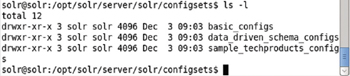 solr@solr:/opt/solr/server/solr/configsets$ ls -l
total 12
drwxr-xr-x 3 solr solr 4096 Dec  3 09:03 basic_configs
drwxr-xr-x 3 solr solr 4096 Dec  3 09:03 data_driven_schema_configs
drwxr-xr-x 3 solr solr 4096 Dec  3 09:03 sample_techproducts_config
s
solr@solr:/opt/solr/server/solr/configsets$